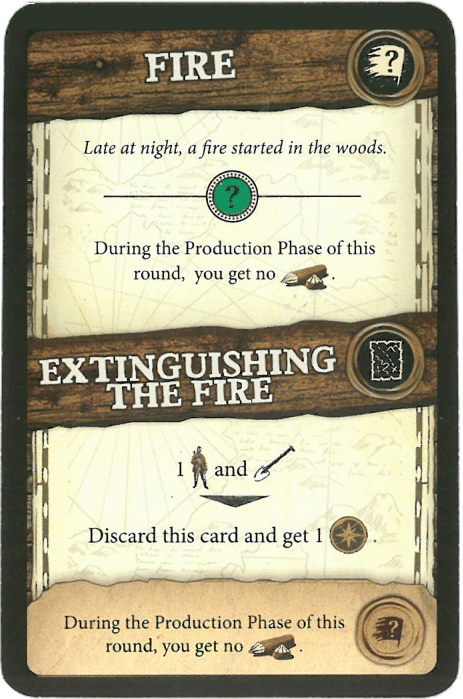 FIRE
?
Late at night, a fire started in the woods.
?
During the Production Phase of this
round, you get no .
EXTINGUISHING
THE FIRE
1 and
Discard this card and get 1 .
During the Production Phase of this
round, you get no .
?